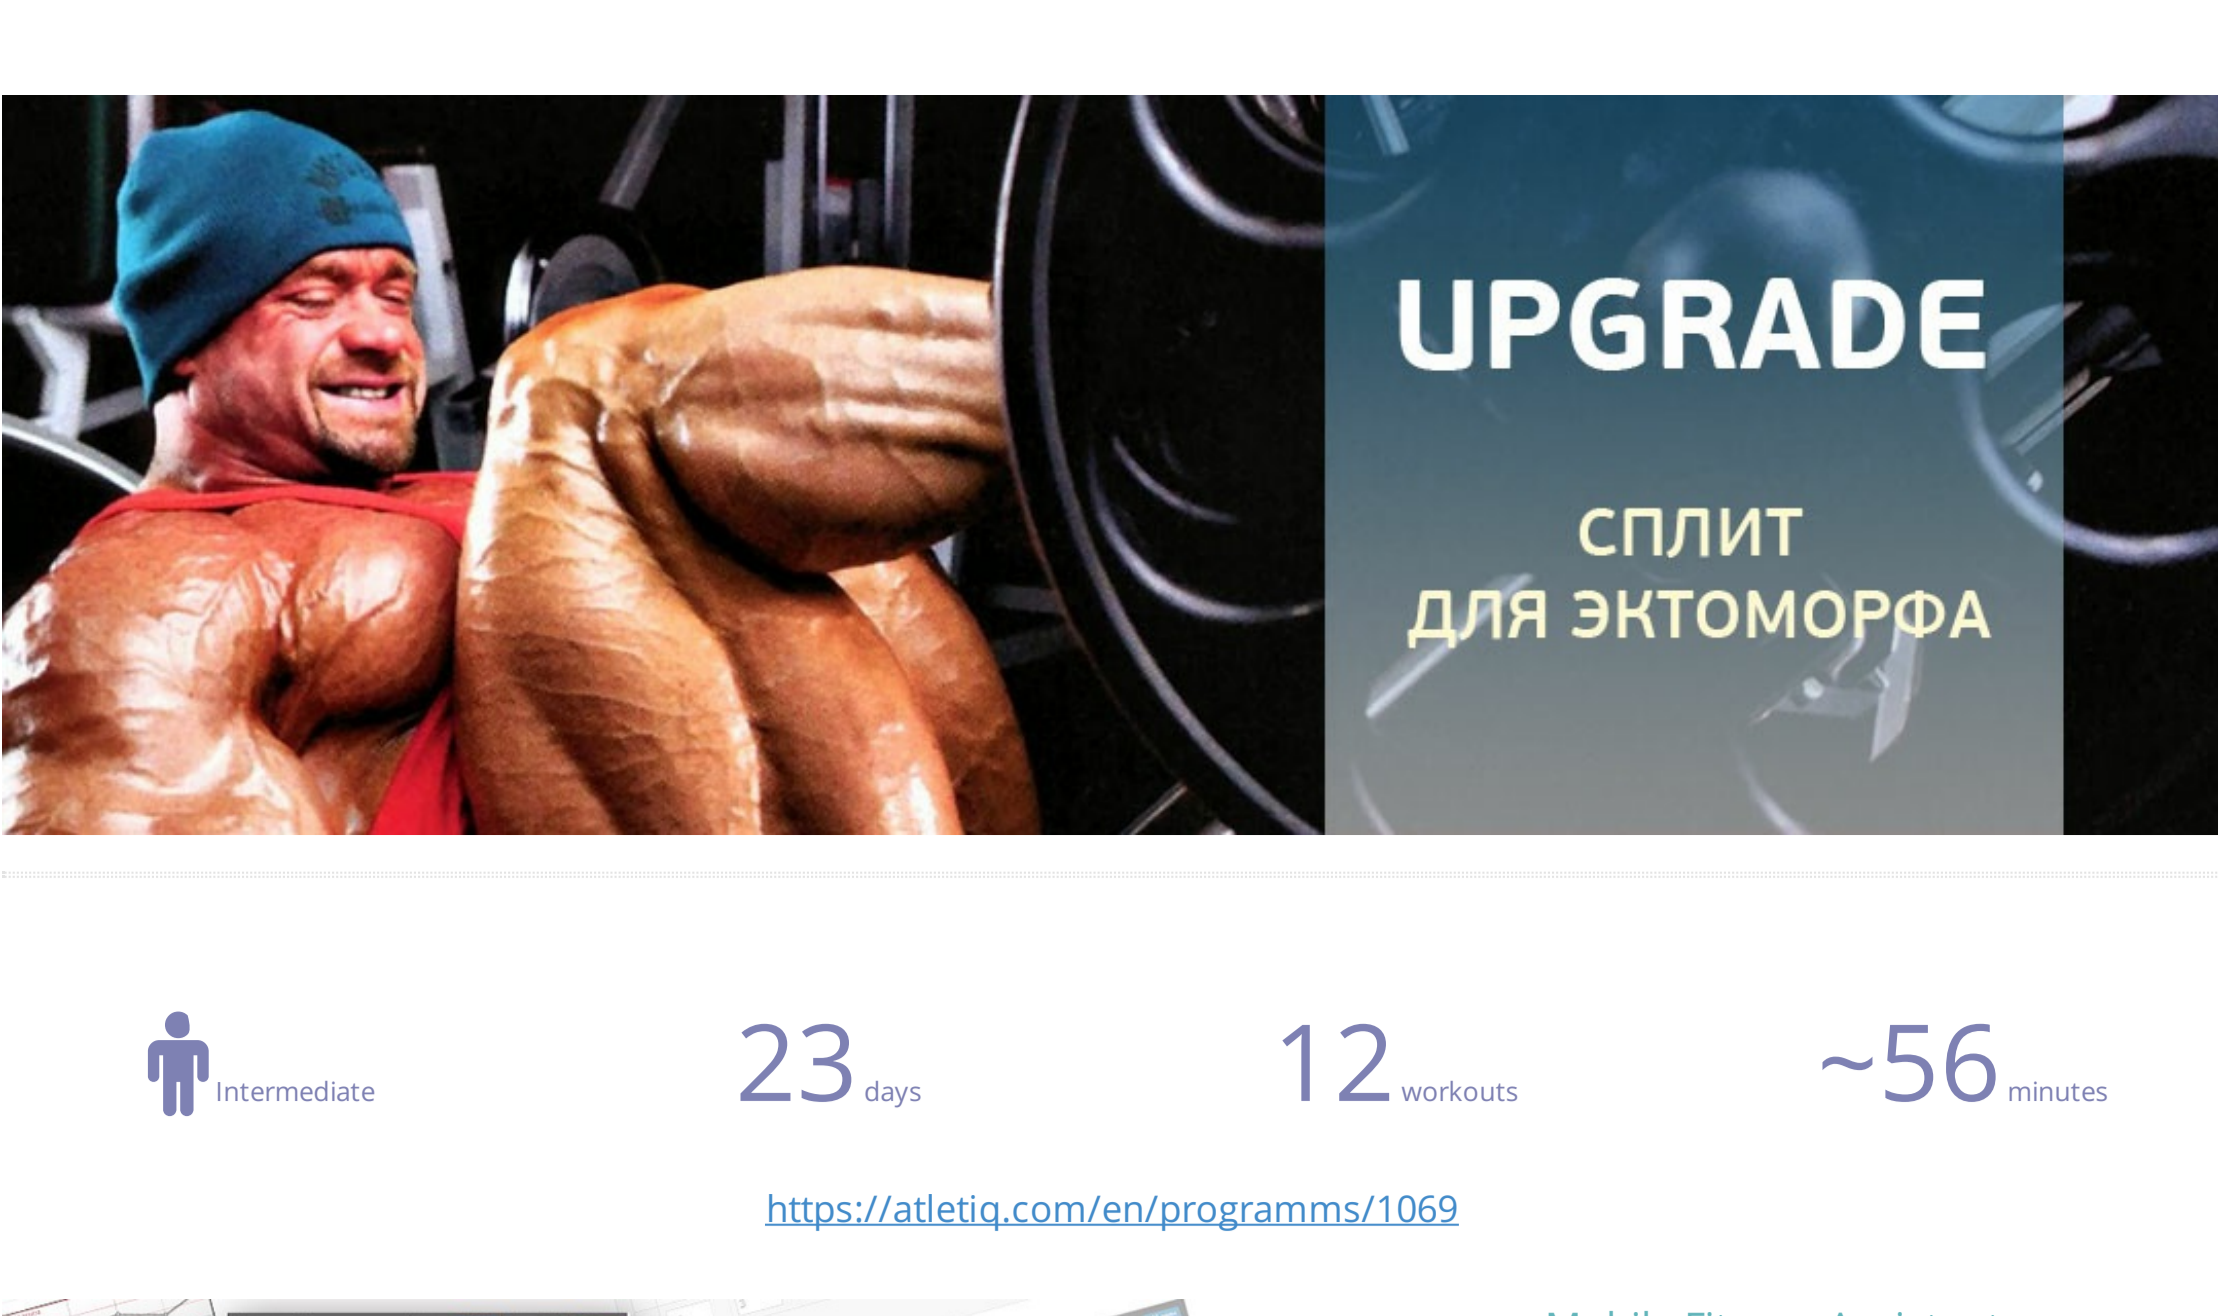 UPGRADE
СПЛИТ
ДЛЯ ЭКТОМОРФА
Intermediate
23 days
12 workouts
~56 minutes
https://atletiq.com/en/programms/1069